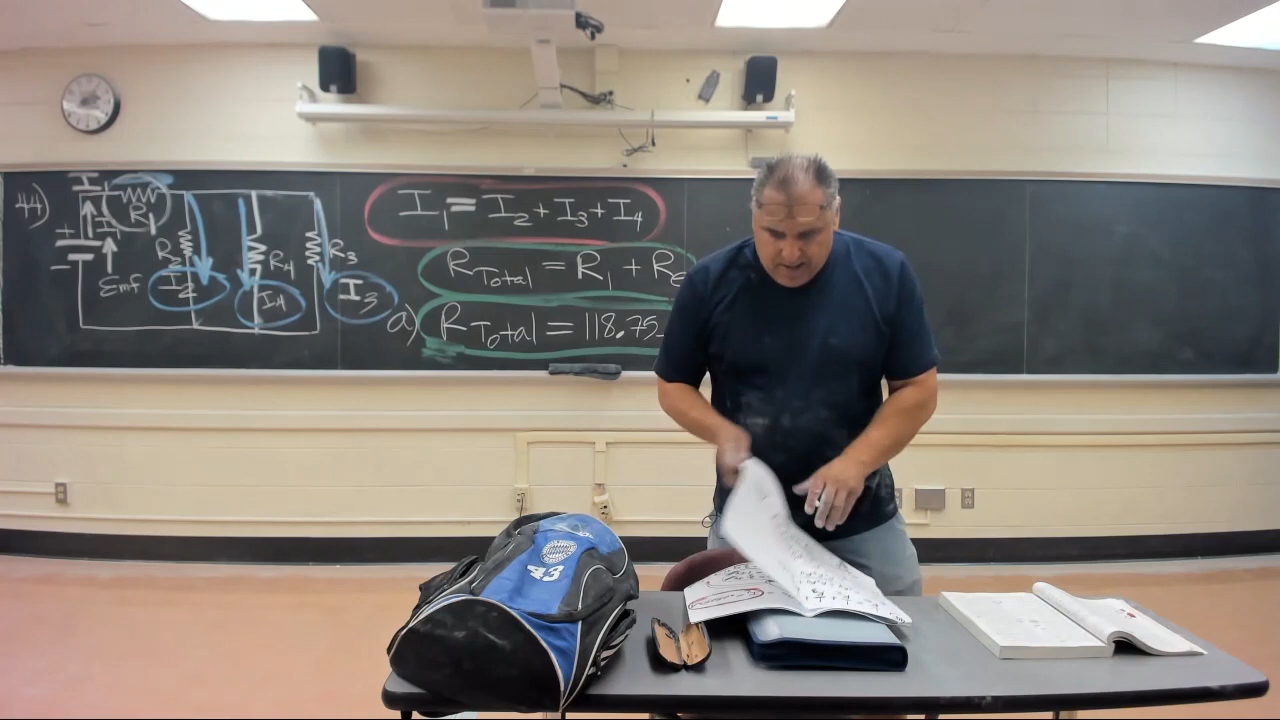 44)
I
R1
I1
+
-
Emf
R2
I2
R4
I4
R3
I3
I1 = I2 + I3 + I4
RTotal = R1 + Re
a) RTotal = 118.75
43